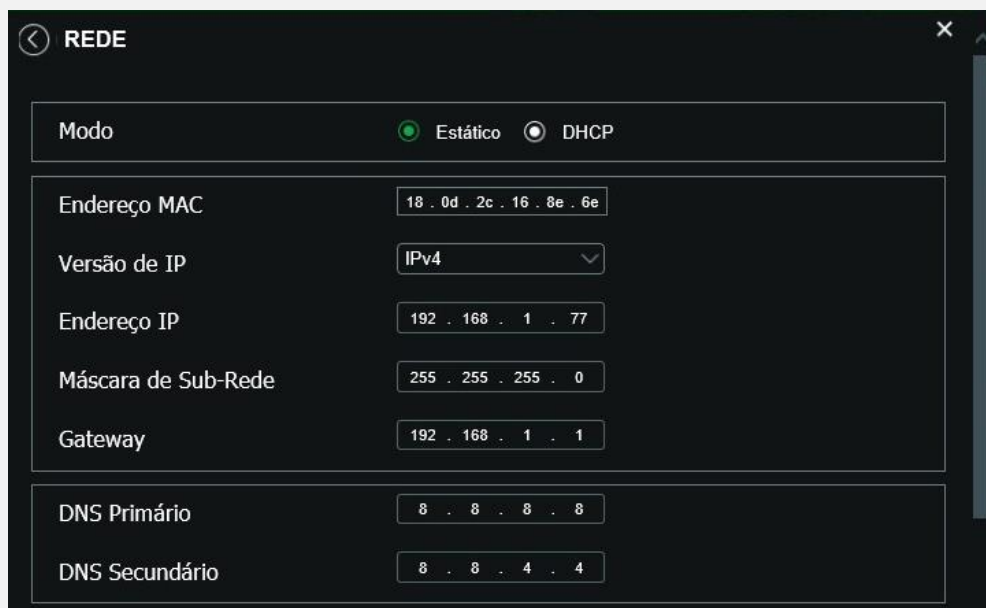 REDE
Modo Estático DHCP
Endereço MAC 18 . 0d . 2c . 16 . 8e . 6e
Versão de IP IPv4
Endereço IP 192 . 168 . 1 . 77
Máscara de Sub-Rede 255 . 255 . 255 . 0
Gateway 192 . 168 . 1 . 1
DNS Primário 8 . 8 . 8 . 8
DNS Secundário 8 . 8 . 4 . 4